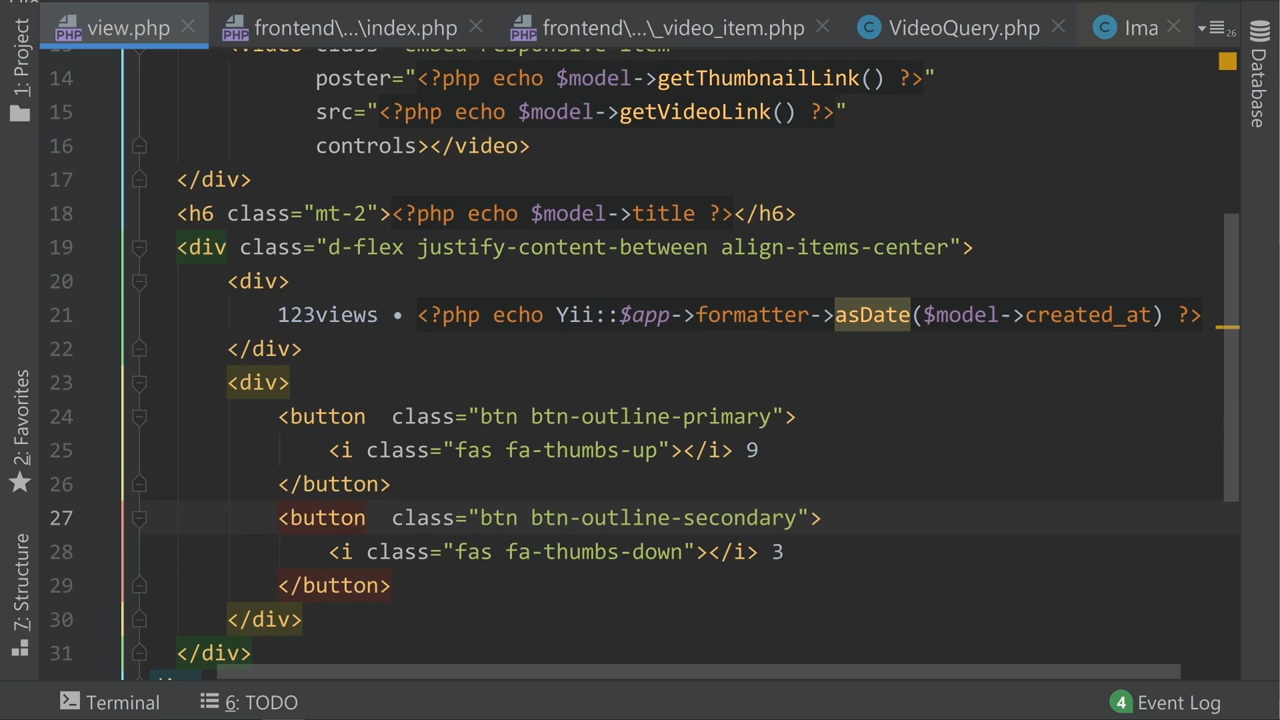 view.php
frontend\...\index.php
frontend\...\_video_item.php
VideoQuery.php
Ima
26
1: Project
2: Favorites
7: Structure
Database
14 poster="<?php echo $model->getThumbnailLink() ?>"
15 src="<?php echo $model->getVideoLink() ?>"
16 controls></video>
17 </div>
18 <h6 class="mt-2"><?php echo $model->title ?></h6>
19 <div class="d-flex justify-content-between align-items-center">
20 <div>
21 123views • <?php echo Yii::$app->formatter->asDate($model->created_at) ?>
22 </div>
23 <div>
24 <button  class="btn btn-outline-primary">
25 <i class="fas fa-thumbs-up"></i> 9
26 </button>
27 <button  class="btn btn-outline-secondary">
28 <i class="fas fa-thumbs-down"></i> 3
29 </button>
30 </div>
31 </div>
Terminal
6: TODO
4 Event Log